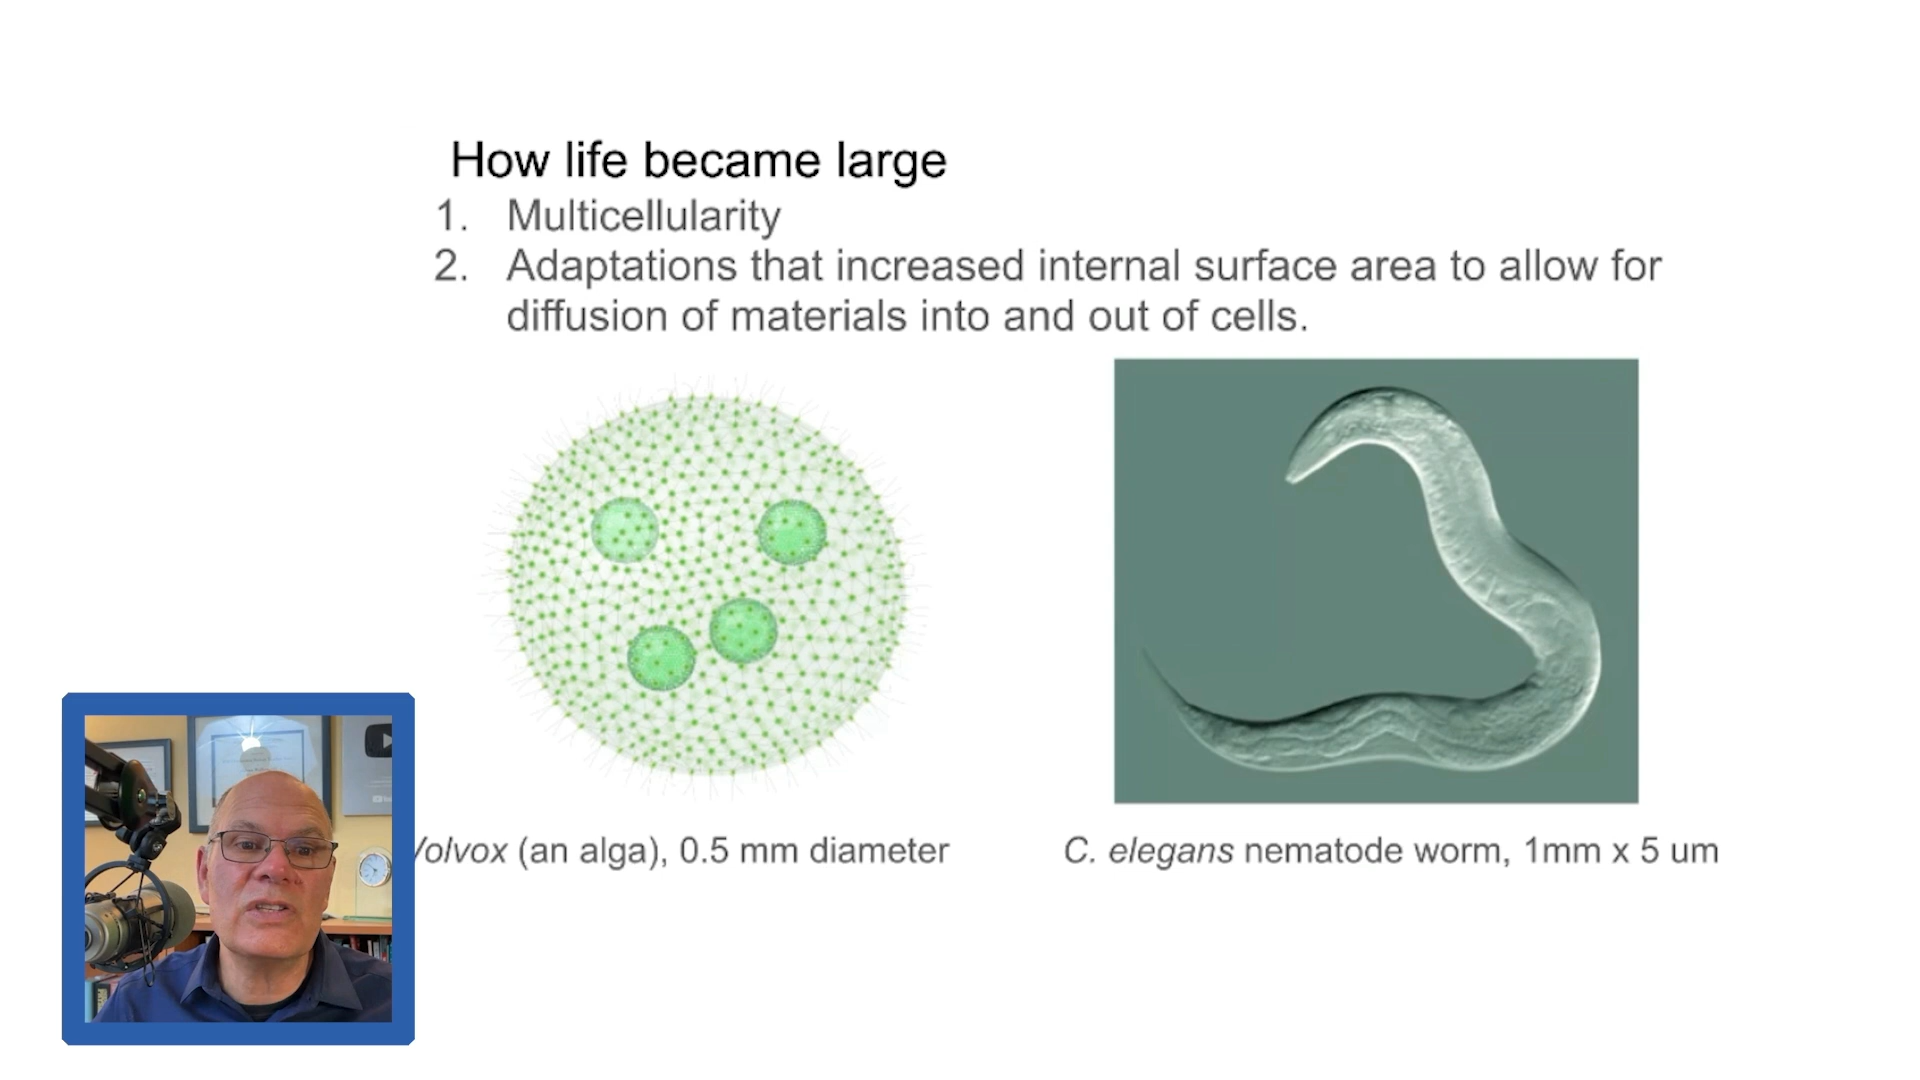 How life became large
1. Multicellularity
2. Adaptations that increased internal surface area to allow for
diffusion of materials into and out of cells.
Volvox (an alga), 0.5 mm diameter
C. elegans nematode worm, 1mm x 5 um